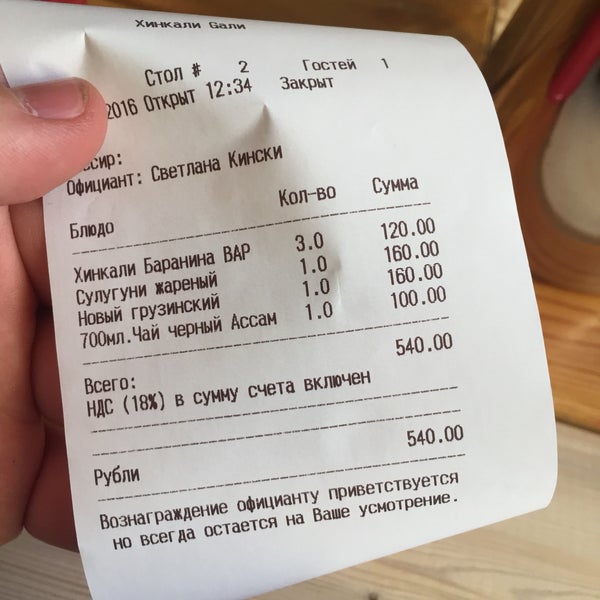 Хинкали Бали
Стол # 2 Гостей 1
2016 Открыт 12:34 Закрыт
Официант: Светлана Кински
Блюдо Кол-во Сумма
Хинкали Баранина ВАР 3.0 120.00
Сулугуни жареный 1.0 160.00
Новый грузинский 1.0 160.00
700мл.Чай черный Ассам 1.0 100.00
Всего: 540.00
НДС (18%) в сумму счета включен
Рубли 540.00
Вознаграждение официанту приветствуется
но всегда остается на Ваше усмотрение.